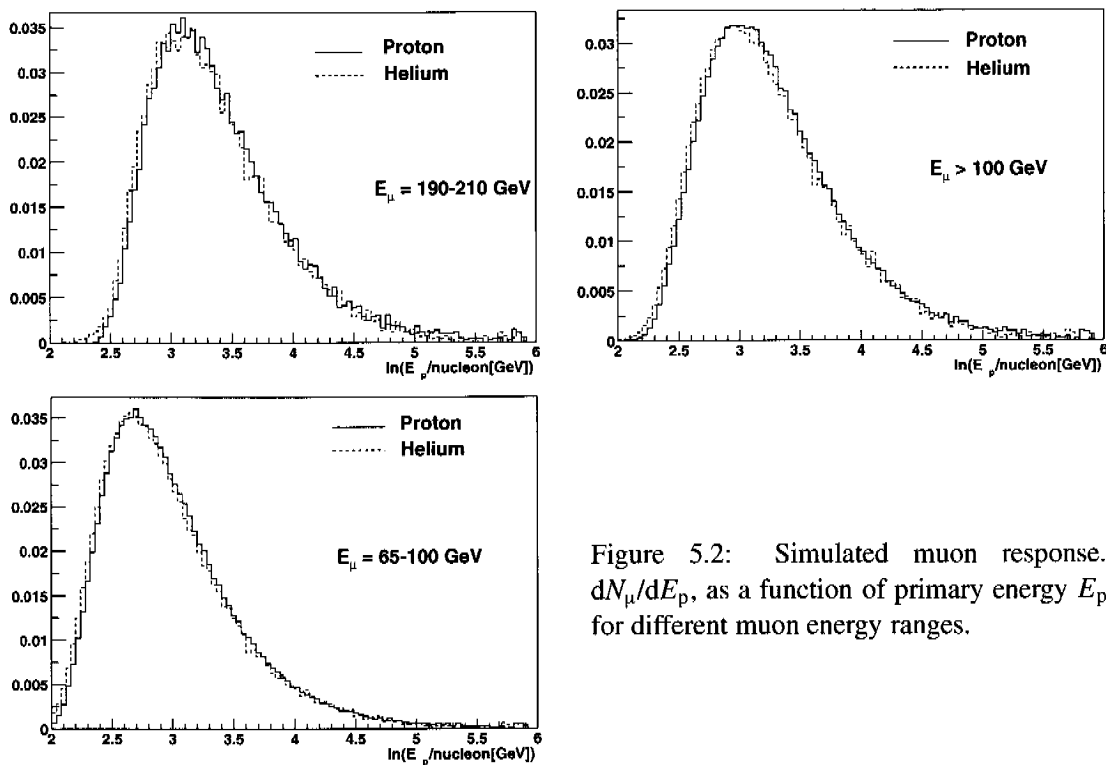 0.035
0.03
0.025
0.02
0.015
0.01
0.005
0
2 2.5 3 3.5 4 4.5 5 5.5 6
Proton
Helium
Eμ = 190-210 GeV
ln(E_p/nucleon[GeV])
0.03
0.025
0.02
0.015
0.01
0.005
0
2 2.5 3 3.5 4 4.5 5 5.5 6
Proton
Helium
Eμ > 100 GeV
ln(E_p/nucleon[GeV])
0.035
0.03
0.025
0.02
0.015
0.01
0.005
0
2 2.5 3 3.5 4 4.5 5 5.5 6
Proton
Helium
Eμ = 65-100 GeV
ln(E_p/nucleon[GeV])
Figure 5.2: Simulated muon response.
dNμ/dEp, as a function of primary energy Ep
for different muon energy ranges.